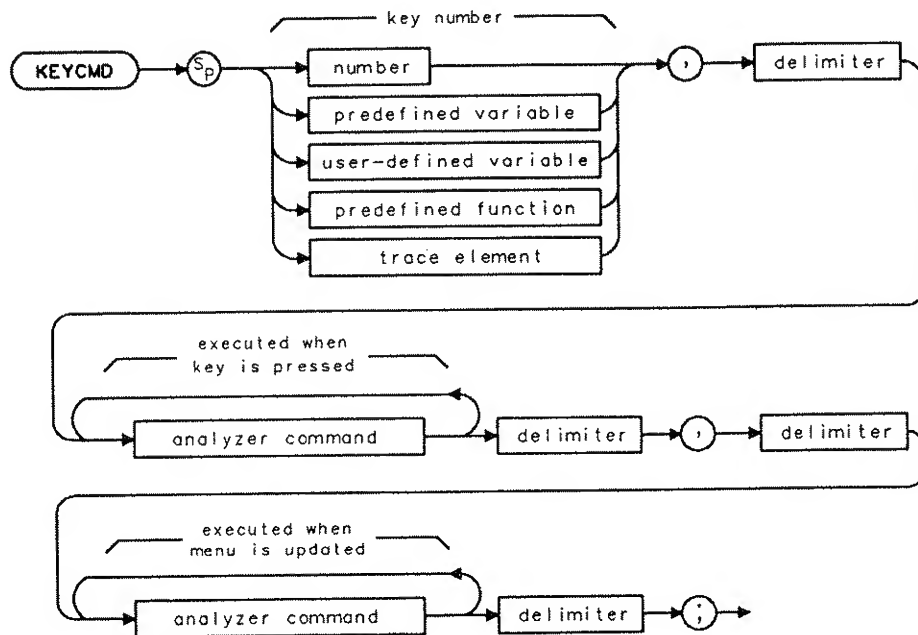 key number
KEYCMD
Sp
number
,
delimiter
predefined variable
user-defined variable
predefined function
trace element
executed when
key is pressed
analyzer command
delimiter
,
delimiter
executed when
menu is updated
analyzer command
delimiter
;